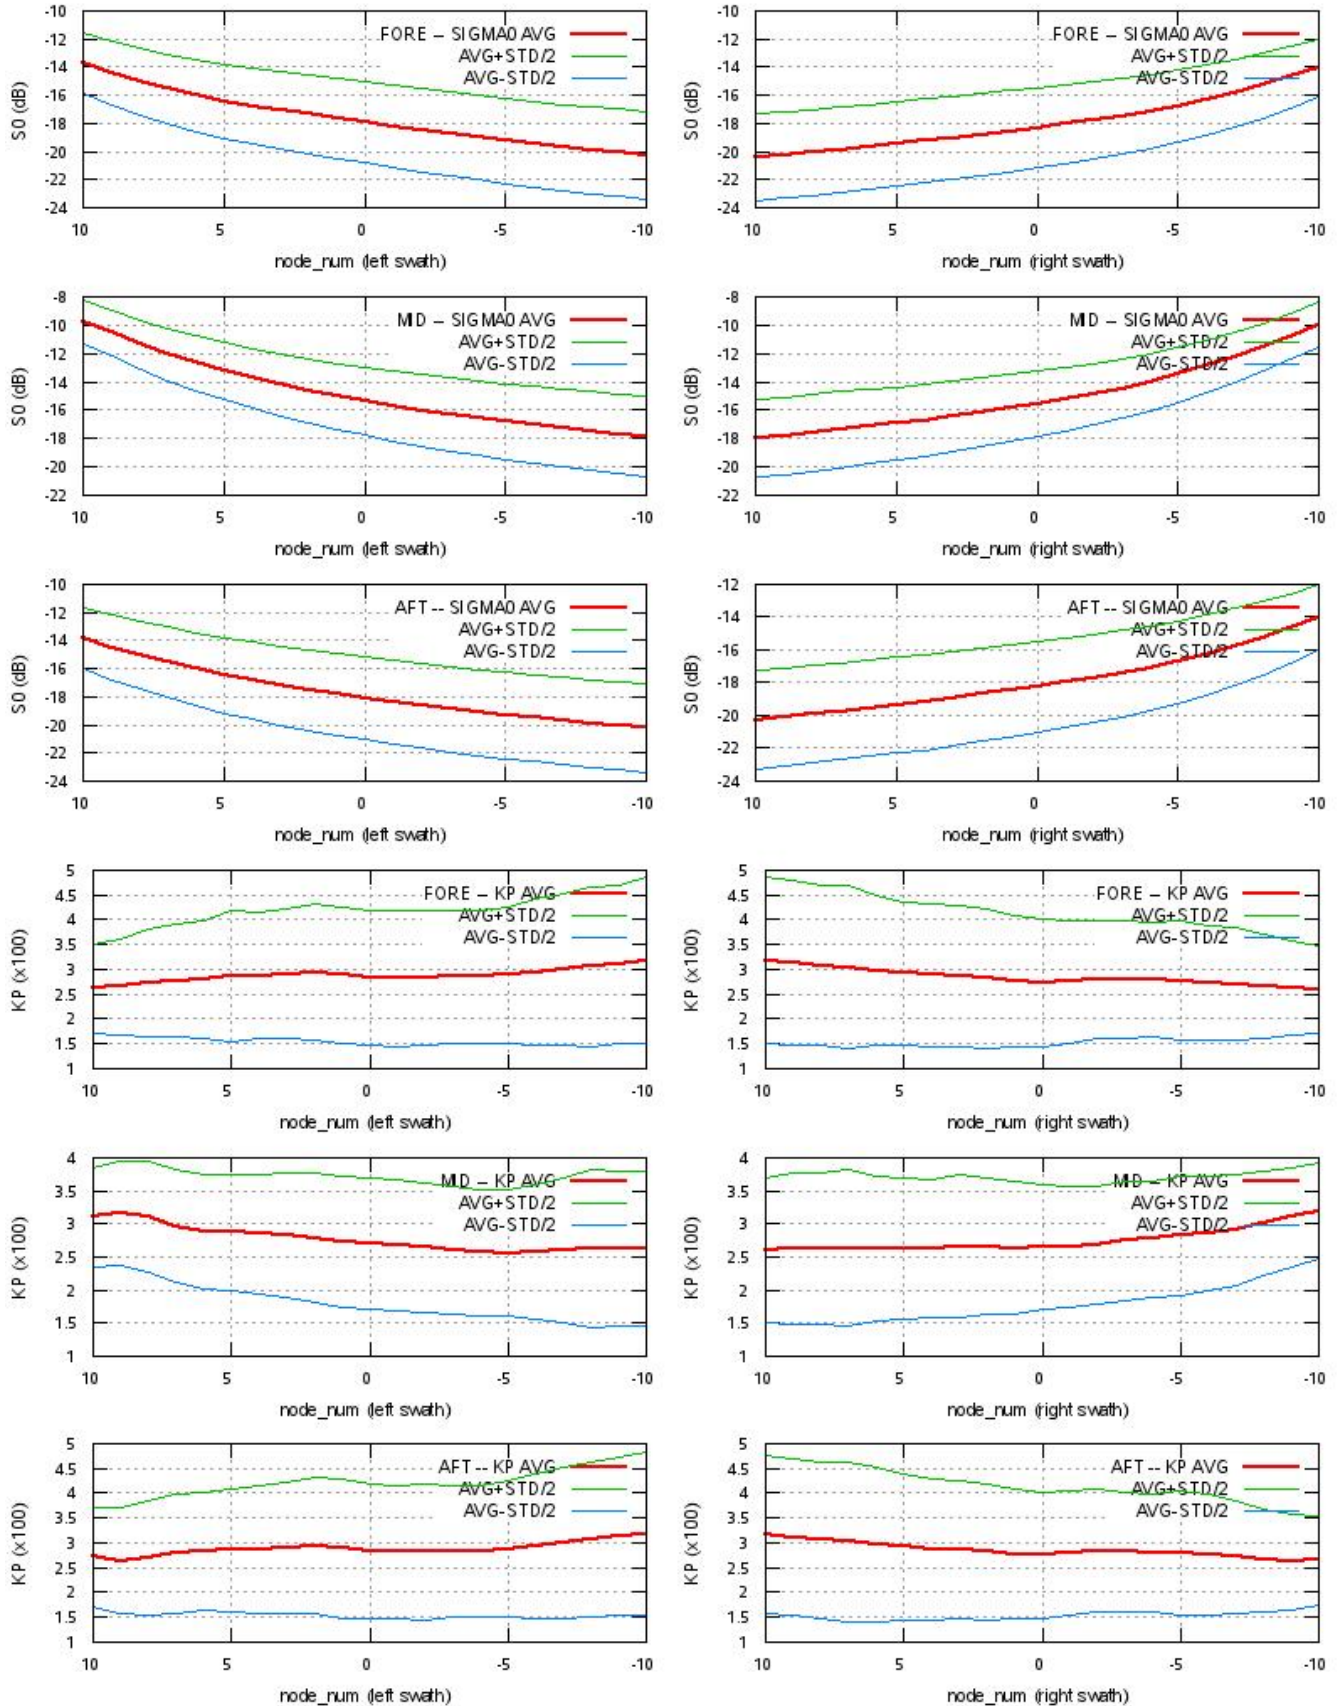 -10
-12
-14
-16
-18
-20
-22
-24
S0 (dB)
FORE -- SIGMA0 AVG
AVG+STD/2
AVG-STD/2
10 5 0 -5 -10
node_num (left swath)
-10
-12
-14
-16
-18
-20
-22
-24
S0 (dB)
FORE -- SIGMA0 AVG
AVG+STD/2
AVG-STD/2
10 5 0 -5 -10
node_num (right swath)
-8
-10
-12
-14
-16
-18
-20
-22
S0 (dB)
MID -- SIGMA0 AVG
AVG+STD/2
AVG-STD/2
10 5 0 -5 -10
node_num (left swath)
-8
-10
-12
-14
-16
-18
-20
-22
S0 (dB)
MID -- SIGMA0 AVG
AVG+STD/2
AVG-STD/2
10 5 0 -5 -10
node_num (right swath)
-10
-12
-14
-16
-18
-20
-22
-24
S0 (dB)
AFT -- SIGMA0 AVG
AVG+STD/2
AVG-STD/2
10 5 0 -5 -10
node_num (left swath)
-12
-14
-16
-18
-20
-22
-24
S0 (dB)
AFT -- SIGMA0 AVG
AVG+STD/2
AVG-STD/2
10 5 0 -5 -10
node_num (right swath)
5
4.5
4
3.5
3
2.5
2
1.5
1
KP (x100)
FORE -- KP AVG
AVG+STD/2
AVG-STD/2
10 5 0 -5 -10
node_num (left swath)
5
4.5
4
3.5
3
2.5
2
1.5
1
KP (x100)
FORE -- KP AVG
AVG+STD/2
AVG-STD/2
10 5 0 -5 -10
node_num (right swath)
4
3.5
3
2.5
2
1.5
1
KP (x100)
MID -- KP AVG
AVG+STD/2
AVG-STD/2
10 5 0 -5 -10
node_num (left swath)
4
3.5
3
2.5
2
1.5
1
KP (x100)
MID -- KP AVG
AVG+STD/2
AVG-STD/2
10 5 0 -5 -10
node_num (right swath)
5
4.5
4
3.5
3
2.5
2
1.5
1
KP (x100)
AFT -- KP AVG
AVG+STD/2
AVG-STD/2
10 5 0 -5 -10
node_num (left swath)
5
4.5
4
3.5
3
2.5
2
1.5
1
KP (x100)
AFT -- KP AVG
AVG+STD/2
AVG-STD/2
10 5 0 -5 -10
node_num (right swath)